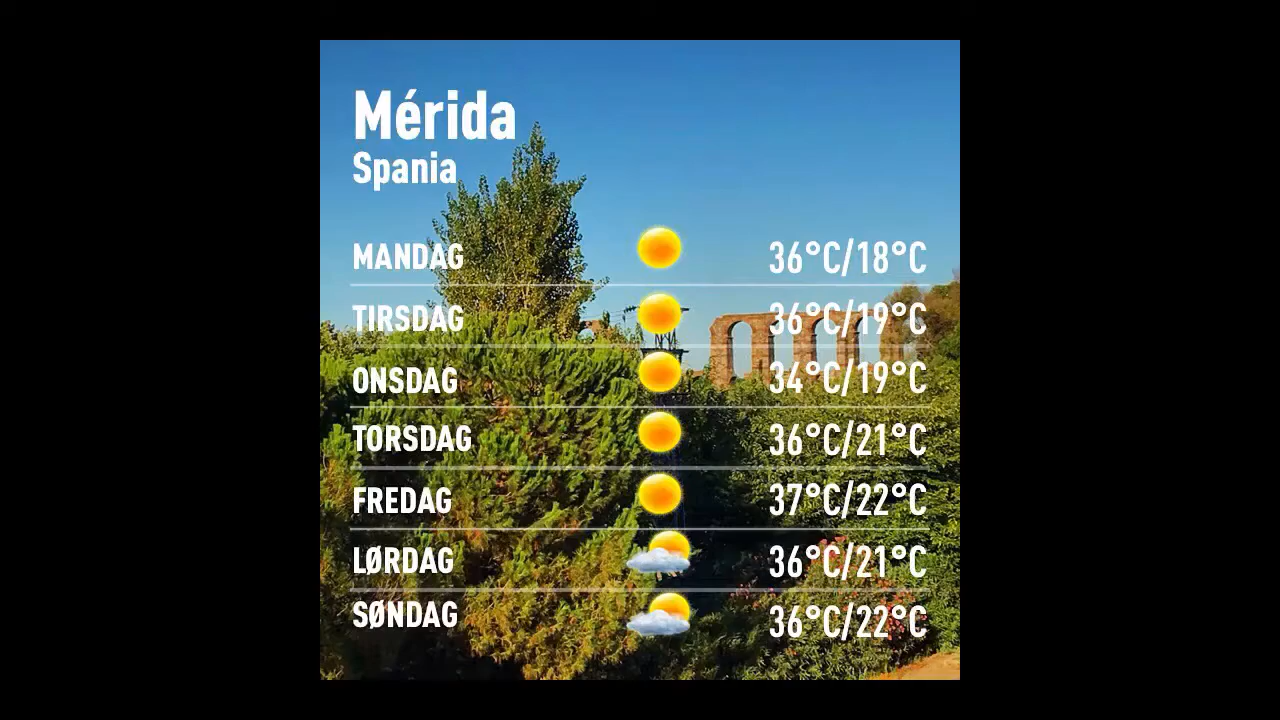 Mérida
Spania
MANDAG 36°C/18°C
TIRSDAG 36°C/19°C
ONSDAG 34°C/19°C
TORSDAG 36°C/21°C
FREDAG 37°C/22°C
LØRDAG 36°C/21°C
SØNDAG 36°C/22°C